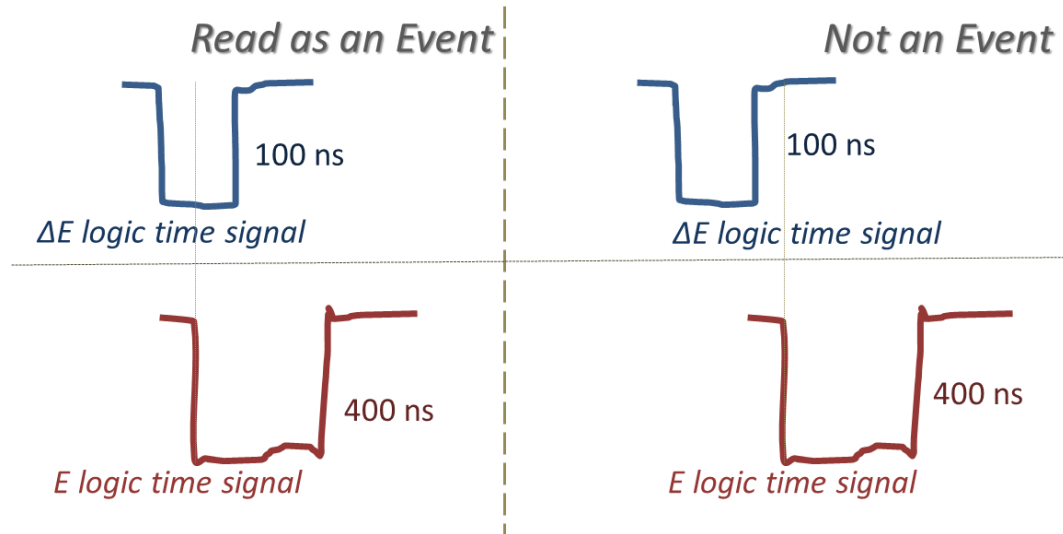 Read as an Event
Not an Event
100 ns
100 ns
ΔE logic time signal
ΔE logic time signal
400 ns
400 ns
E logic time signal
E logic time signal